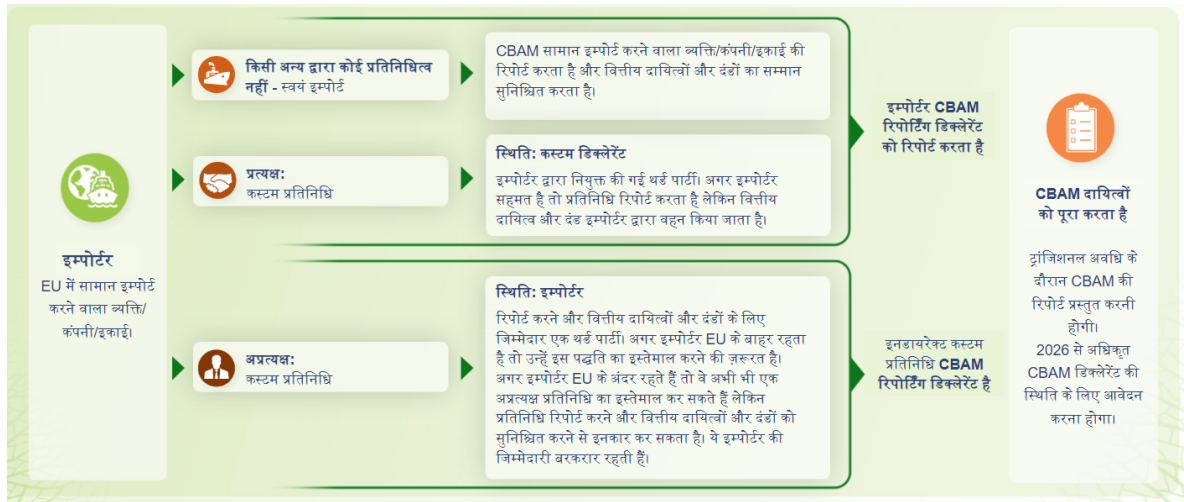 इम्पोर्टर
EU में सामान इम्पोर्ट
करने वाला व्यक्ति/
कंपनी/इकाई।
किसी अन्य द्वारा कोई प्रतिनिधित्व
नहीं - स्वयं इम्पोर्ट
CBAM सामान इम्पोर्ट करने वाला व्यक्ति/कंपनी/इकाई की
रिपोर्ट करता है और वित्तीय दायित्वों और दंडों का सम्मान
सुनिश्चित करता है।
प्रत्यक्ष:
कस्टम प्रतिनिधि
स्थिति: कस्टम डिक्लेरेंट
इम्पोर्टर द्वारा नियुक्त की गई थर्ड पार्टी। अगर इम्पोर्टर
सहमत है तो प्रतिनिधि रिपोर्ट करता है लेकिन वित्तीय
दायित्व और दंड इम्पोर्टर द्वारा वहन किया जाता है।
इम्पोर्टर CBAM
रिपोर्टिंग डिक्लेरेंट
को रिपोर्ट करता है
अप्रत्यक्ष:
कस्टम प्रतिनिधि
स्थिति: इम्पोर्टर
रिपोर्ट करने और वित्तीय दायित्वों और दंडों के लिए
जिम्मेदार एक थर्ड पार्टी। अगर इम्पोर्टर EU के बाहर रहता
है तो उन्हें इस पद्धति का इस्तेमाल करने की ज़रूरत है।
अगर इम्पोर्टर EU के अंदर रहते हैं तो वे अभी भी एक
अप्रत्यक्ष प्रतिनिधि का इस्तेमाल कर सकते हैं लेकिन
प्रतिनिधि रिपोर्ट करने और वित्तीय दायित्वों और दंडों को
सुनिश्चित करने से इनकार कर सकता है। ये इम्पोर्टर की
जिम्मेदारी बरकरार रहती हैं।
इनडायरेक्ट कस्टम
प्रतिनिधि CBAM
रिपोर्टिंग डिक्लेरेंट है
CBAM दायित्वों
को पूरा करता है
ट्रांजिशनल अवधि के
दौरान CBAM की
रिपोर्ट प्रस्तुत करनी
होगी।
2026 से अधिकृत
CBAM डिक्लेरेंट की
स्थिति के लिए आवेदन
करना होगा।